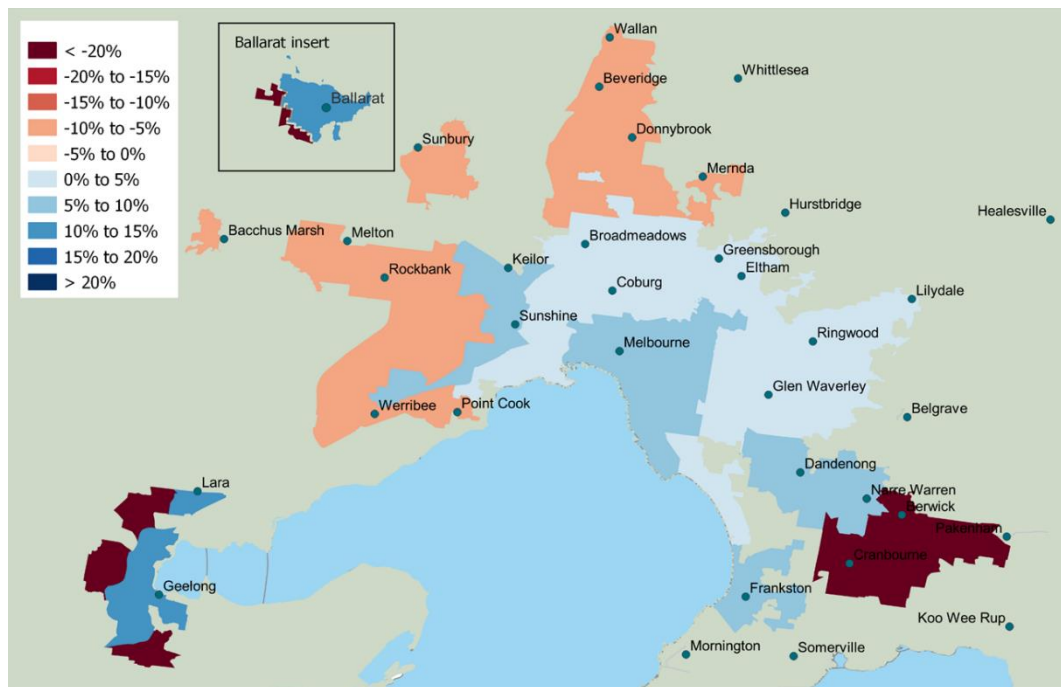 < -20%
-20% to -15%
-15% to -10%
-10% to -5%
-5% to 0%
0% to 5%
5% to 10%
10% to 15%
15% to 20%
> 20%
Ballarat insert
Ballarat
Wallan
Whittlesea
Beveridge
Donnybrook
Sunbury
Mernda
Hurstbridge
Healesville
Bacchus Marsh
Melton
Broadmeadows
Greensborough
Keilor
Eltham
Rockbank
Coburg
Lilydale
Sunshine
Ringwood
Melbourne
Glen Waverley
Werribee
Point Cook
Belgrave
Dandenong
Lara
Narre Warren
Berwick
Pakenham
Cranbourne
Geelong
Frankston
Koo Wee Rup
Mornington
Somerville